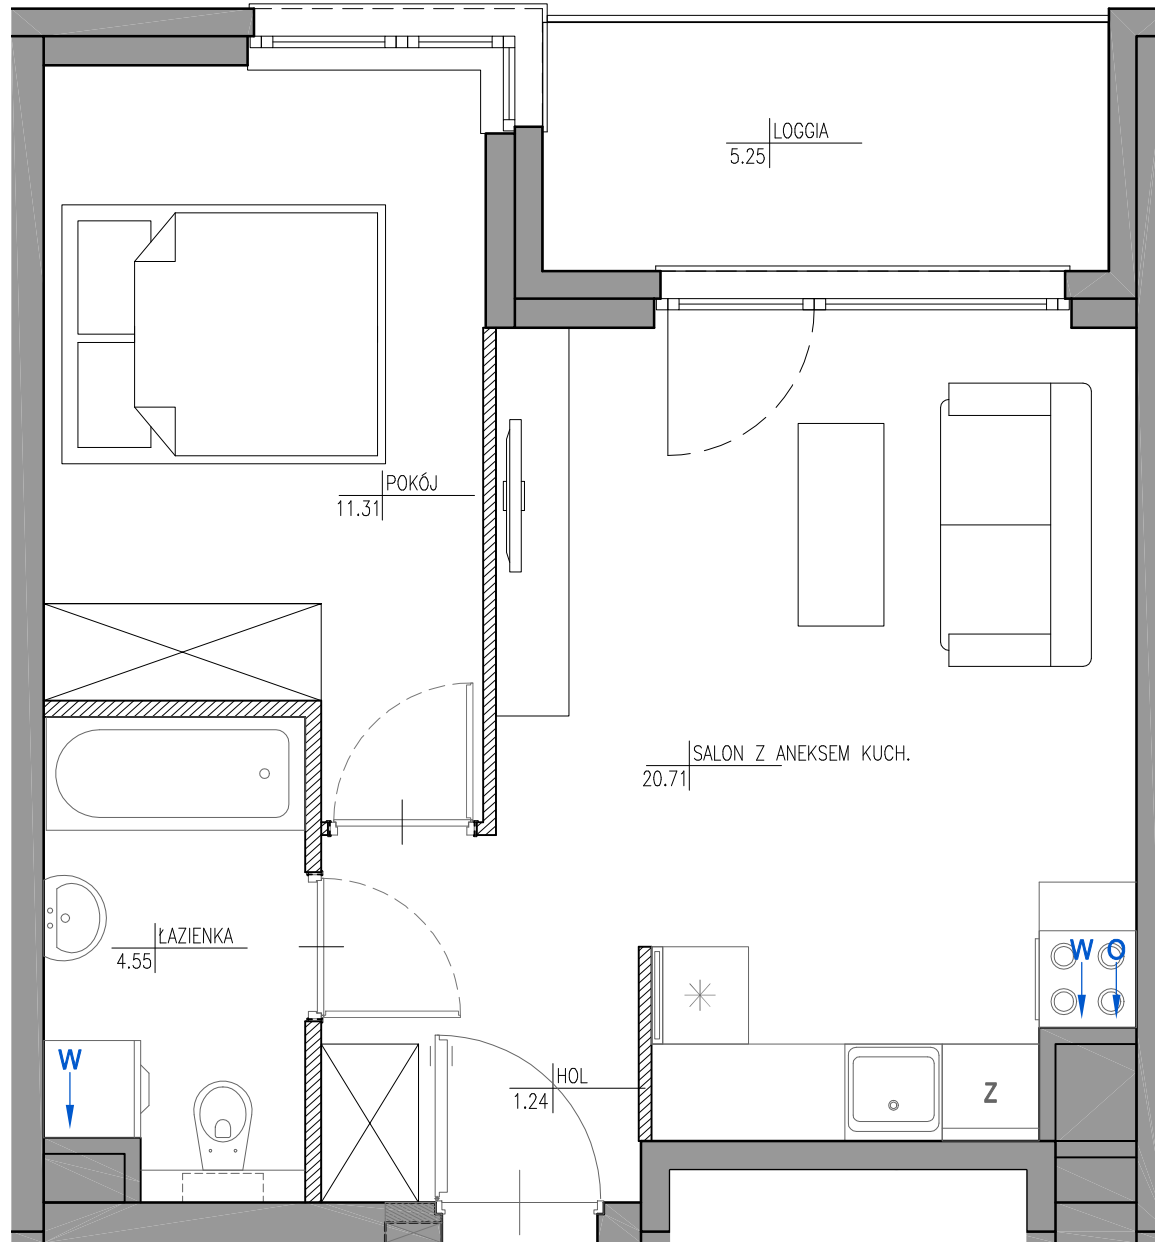 LOGGIA
5.25
POKÓJ
11.31
SALON Z ANEKSEM KUCH.
20.71
ŁAZIENKA
4.55
W O
W
HOL
1.24
Z